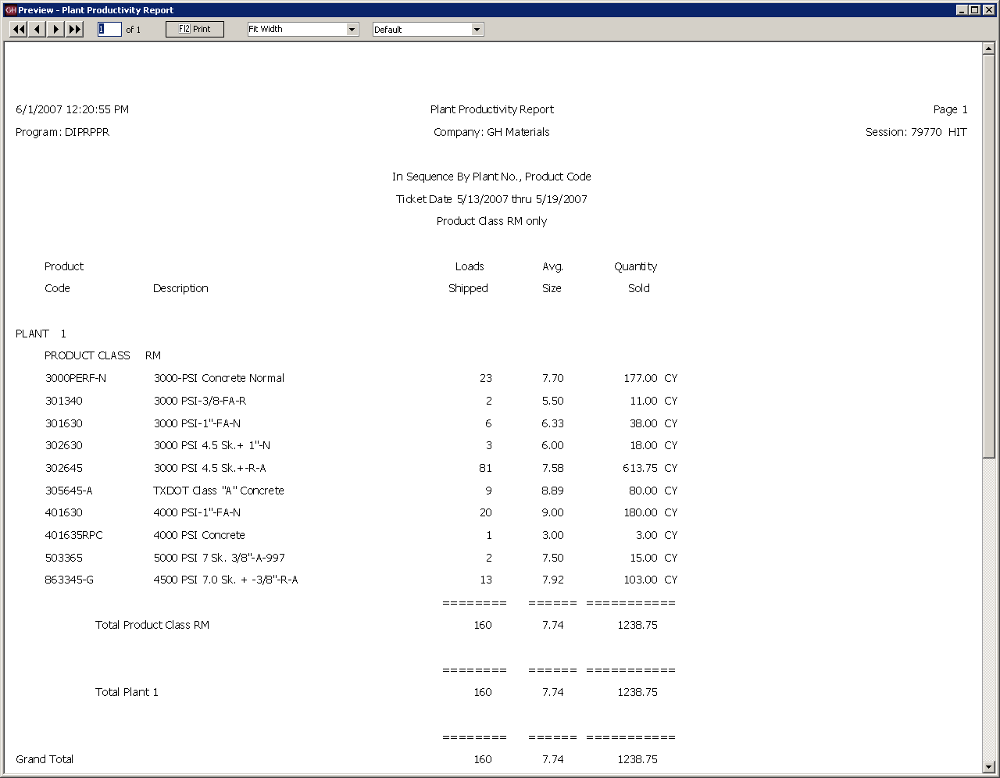 GH Preview - Plant Productivity Report
1 of 1 F12 Print Fit Width Default
6/1/2007 12:20:55 PM Plant Productivity Report Page 1
Program: DIPRPPR Company: GH Materials Session: 79770 HIT
In Sequence By Plant No., Product Code
Ticket Date 5/13/2007 thru 5/19/2007
Product Class RM only
Product Loads Avg. Quantity
Code Description Shipped Size Sold
PLANT 1
PRODUCT CLASS RM
3000PERF-N 3000-PSI Concrete Normal 23 7.70 177.00 CY
301340 3000 PSI-3/8-FA-R 2 5.50 11.00 CY
301630 3000 PSI-1"-FA-N 6 6.33 38.00 CY
302630 3000 PSI 4.5 Sk.+ 1"-N 3 6.00 18.00 CY
302645 3000 PSI 4.5 Sk.+-R-A 81 7.58 613.75 CY
305645-A TXDOT Class "A" Concrete 9 8.89 80.00 CY
401630 4000 PSI-1"-FA-N 20 9.00 180.00 CY
401635RPC 4000 PSI Concrete 1 3.00 3.00 CY
503365 5000 PSI 7 Sk. 3/8"-A-997 2 7.50 15.00 CY
863345-G 4500 PSI 7.0 Sk. + -3/8"-R-A 13 7.92 103.00 CY
======== ====== ===========
Total Product Class RM 160 7.74 1238.75
======== ====== ===========
Total Plant 1 160 7.74 1238.75
======== ====== ===========
Grand Total 160 7.74 1238.75